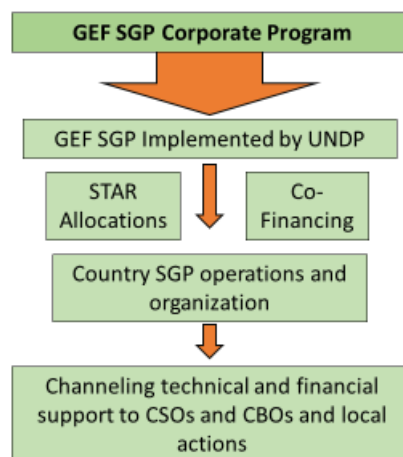 GEF SGP Corporate Program
GEF SGP Implemented by UNDP
STAR
Allocations
Co-
Financing
Country SGP operations and
organization
Channeling technical and financial
support to CSOs and CBOs and local
actions